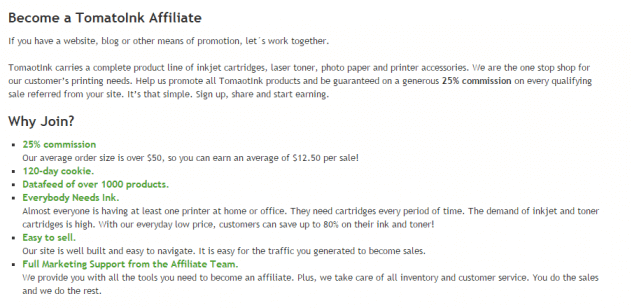 Become a TomatoInk Affiliate
If you have a website, blog or other means of promotion, let´s work together.
TomaotInk carries a complete product line of inkjet cartridges, laser toner, photo paper and printer accessories. We are the one stop shop for
our customer's printing needs. Help us promote all TomaotInk products and be guaranteed on a generous 25% commission on every qualifying
sale referred from your site. It's that simple. Sign up, share and start earning.
Why Join?
25% commission
Our average order size is over $50, so you can earn an average of $12.50 per sale!
120-day cookie.
Datafeed of over 1000 products.
Everybody Needs Ink.
Almost everyone is having at least one printer at home or office. They need cartridges every period of time. The demand of inkjet and toner
cartridges is high. With our everyday low price, customers can save up to 80% on their ink and toner!
Easy to sell.
Our site is well built and easy to navigate. It is easy for the traffic you generated to become sales.
Full Marketing Support from the Affiliate Team.
We provide you with all the tools you need to become an affiliate. Plus, we take care of all inventory and customer service. You do the sales
and we do the rest.